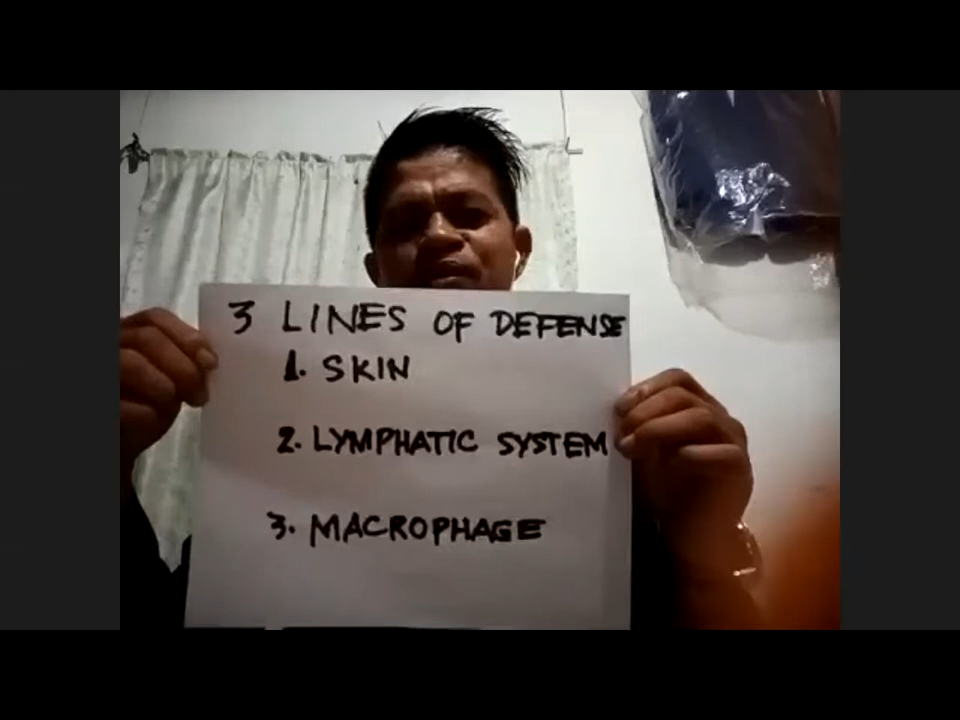 3 LINES OF DEFENSE
1. SKIN
2. LYMPHATIC SYSTEM
3. MACROPHAGE